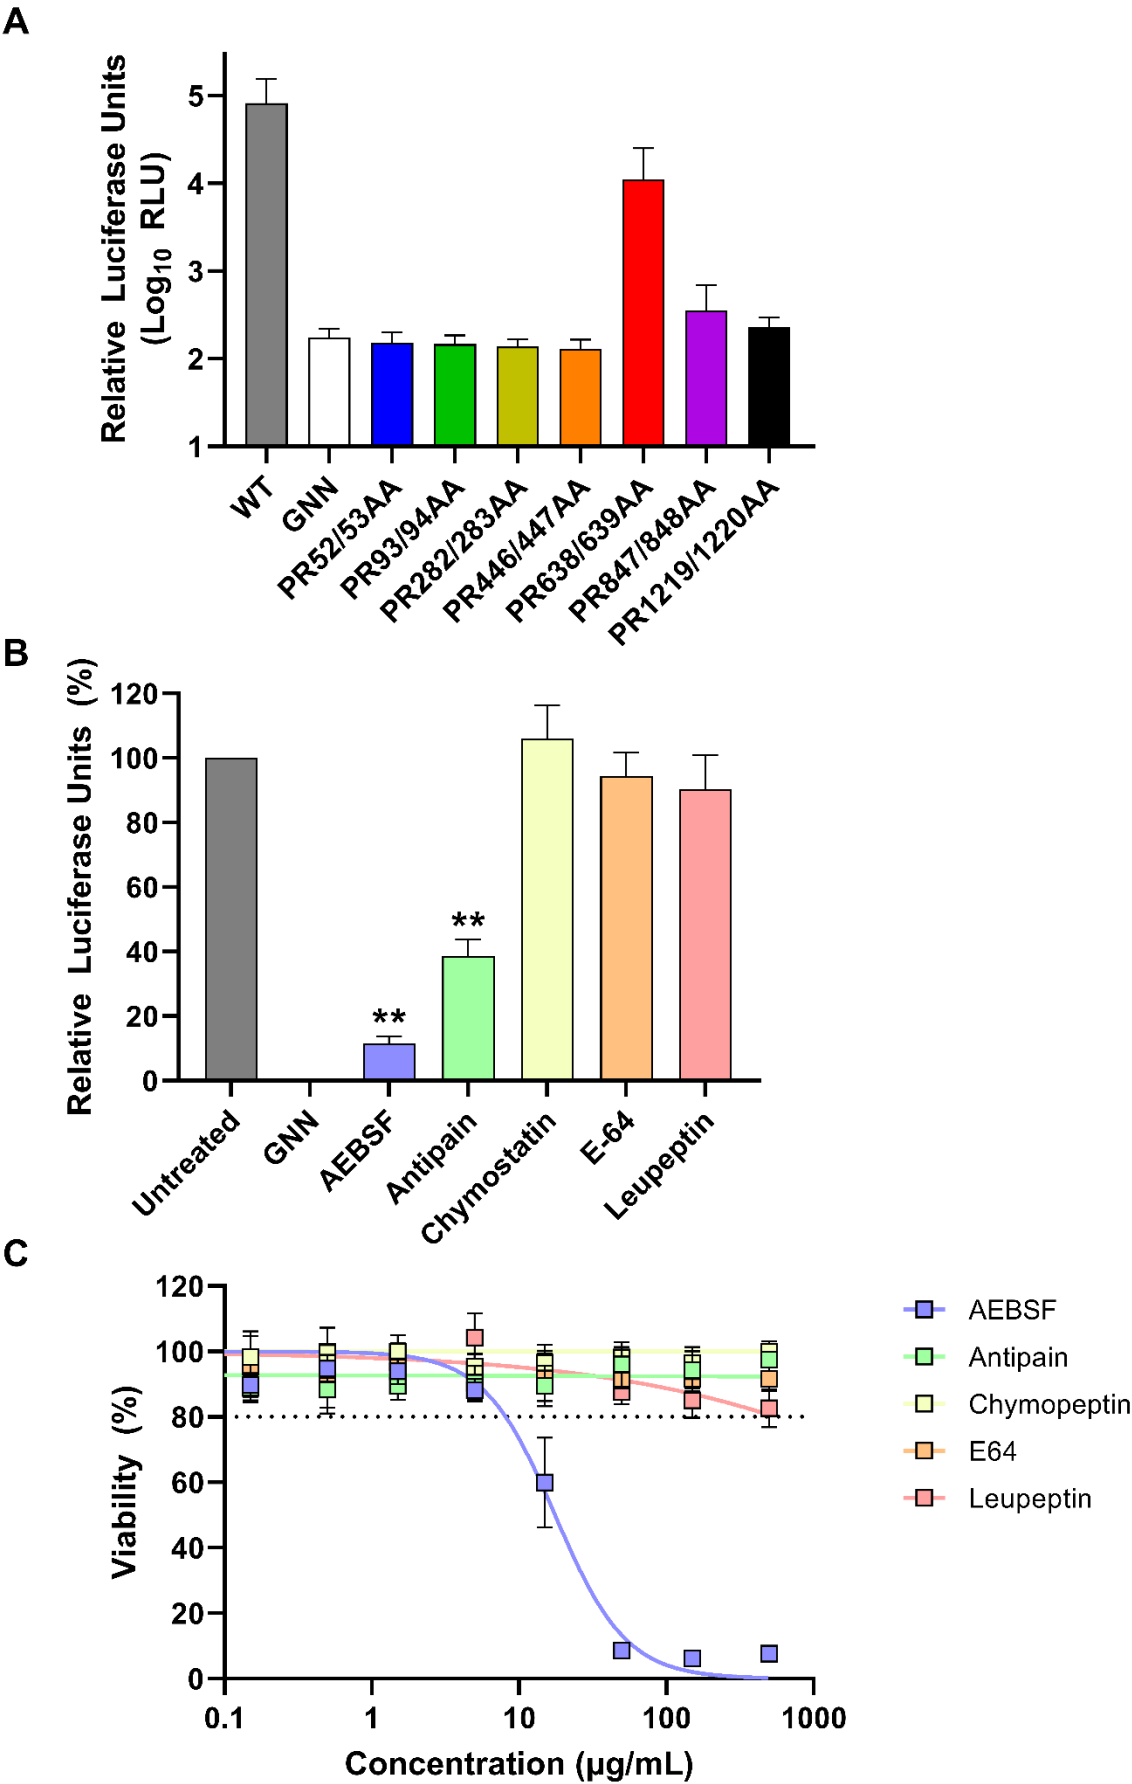 A
Relative Luciferase Units
(Log10 RLU)
5
4
3
2
1
WT
GNN
PR52/53AA
PR93/94AA
PR282/283AA
PR446/447AA
PR638/639AA
PR847/848AA
PR1219/1220AA
B
Relative Luciferase Units (%)
120
100
80
60
40
20
0
**
**
Untreated
GNN
AEBSF
Antipain
Chymostatin
E-64
Leupeptin
C
Viability (%)
120
100
80
60
40
20
0
0.1
1
10
100
1000
Concentration (µg/mL)
AEBSF
Antipain
Chymopeptin
E64
Leupeptin